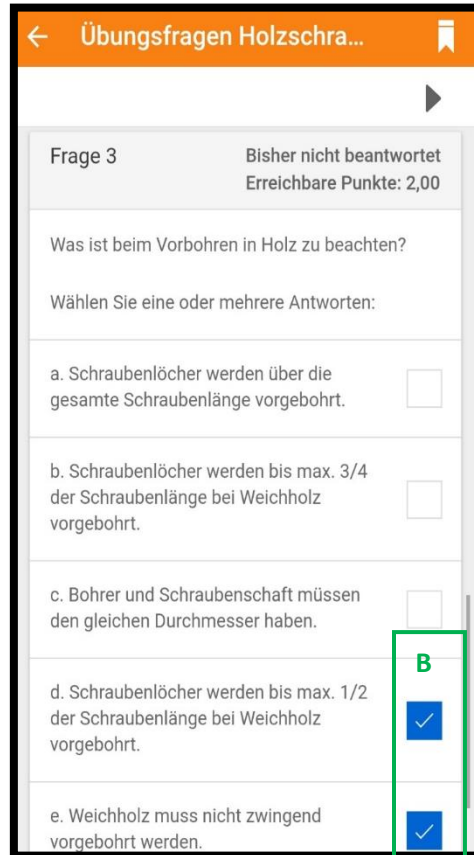 Übungsfragen Holzschra...
Frage 3
Bisher nicht beantwortet
Erreichbare Punkte: 2,00
Was ist beim Vorbohren in Holz zu beachten?
Wählen Sie eine oder mehrere Antworten:
a. Schraubenlöcher werden über die
gesamte Schraubenlänge vorgebohrt.
b. Schraubenlöcher werden bis max. 3/4
der Schraubenlänge bei Weichholz
vorgebohrt.
c. Bohrer und Schraubenschaft müssen
den gleichen Durchmesser haben.
B
d. Schraubenlöcher werden bis max. 1/2
der Schraubenlänge bei Weichholz
vorgebohrt.
e. Weichholz muss nicht zwingend
vorgebohrt werden.